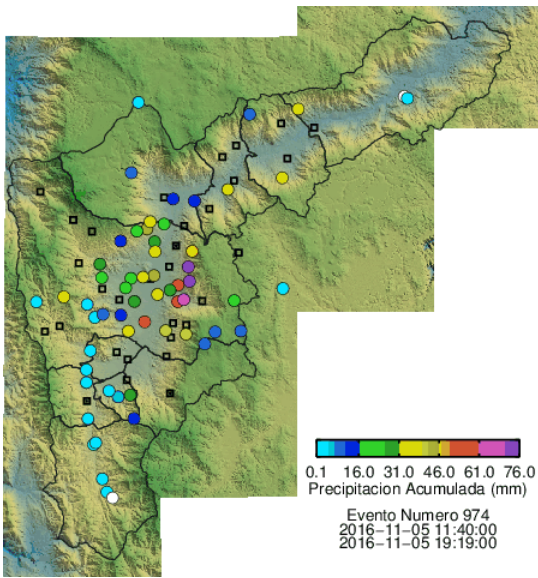 0.1 16.0 31.0 46.0 61.0 76.0
Precipitacion Acumulada (mm)
Evento Numero 974
2016-11-05 11:40:00
2016-11-05 19:19:00